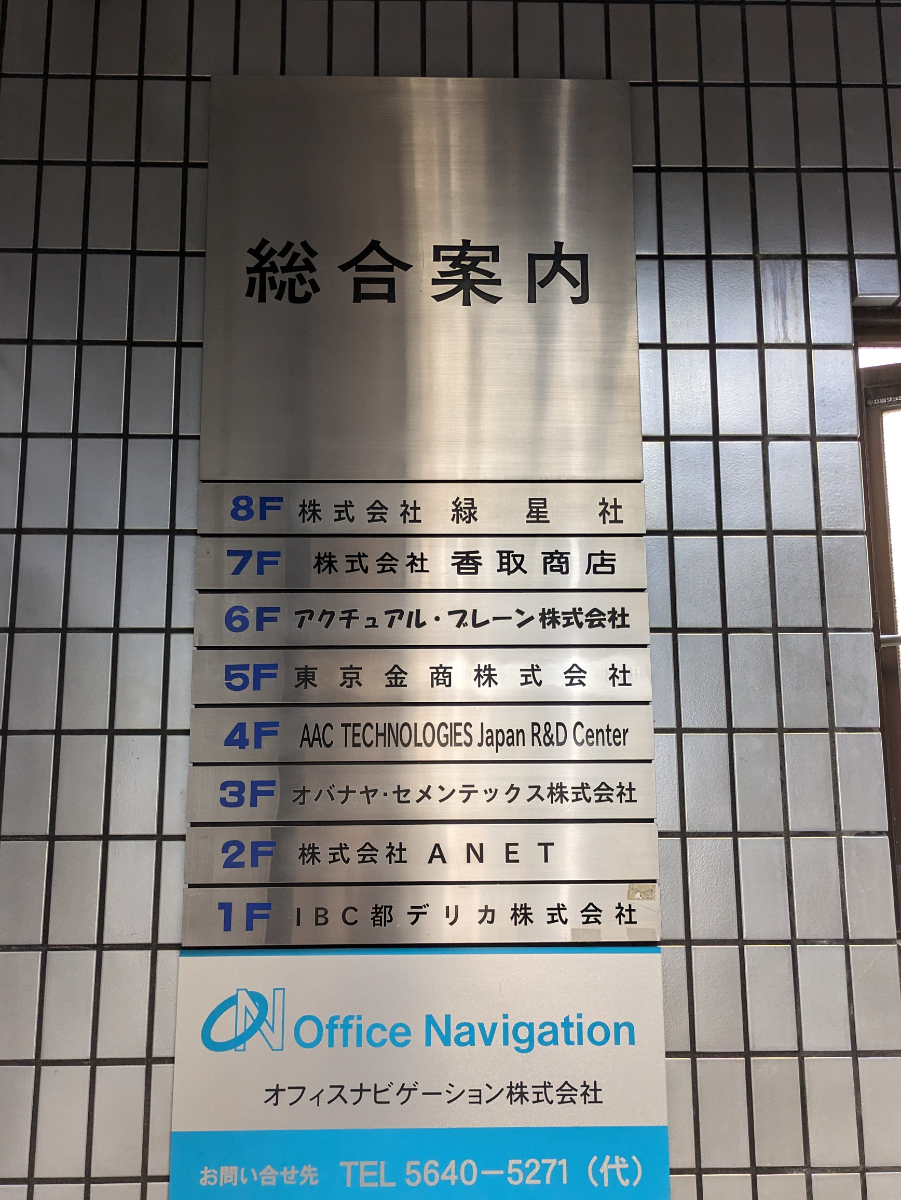 総合案内
8F 株式会社 緑星社
7F 株式会社 香取商店
6F アクチュアル・ブレーン株式会社
5F 東京金商株式会社
4F AAC TECHNOLOGIES Japan R&D Center
3F オバナヤ・セメンテックス株式会社
2F 株式会社 ANET
1F IBC都デリカ株式会社
ON Office Navigation
オフィスナビゲーション株式会社
お問い合せ先 TEL 5640-5271（代）